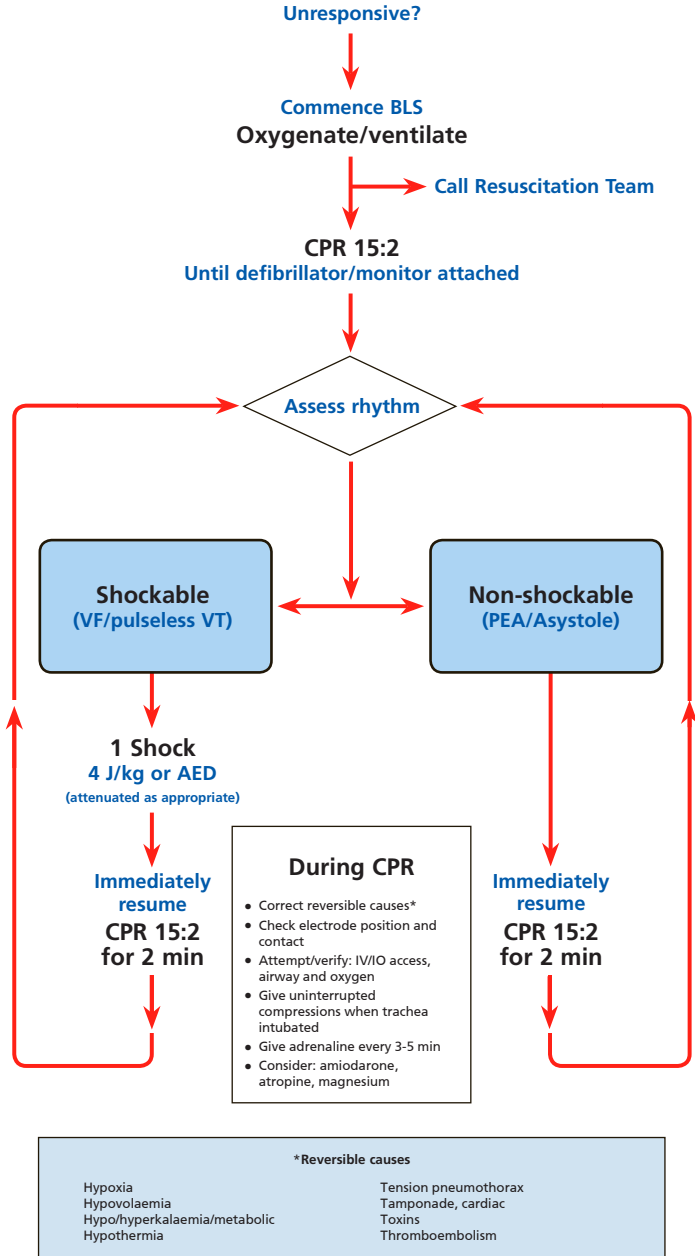 Unresponsive?
Commence BLS
Oxygenate/ventilate
Call Resuscitation Team
CPR 15:2
Until defibrillator/monitor attached
Assess rhythm
Shockable
(VF/pulseless VT)
Non-shockable
(PEA/Asystole)
1 Shock
4 J/kg or AED
(attenuated as appropriate)
Immediately
resume
CPR 15:2
for 2 min
During CPR
• Correct reversible causes*
• Check electrode position and
contact
• Attempt/verify: IV/IO access,
airway and oxygen
• Give uninterrupted
compressions when trachea
intubated
• Give adrenaline every 3-5 min
• Consider: amiodarone,
atropine, magnesium
Immediately
resume
CPR 15:2
for 2 min
*Reversible causes
Hypoxia
Hypovolaemia
Hypo/hyperkalaemia/metabolic
Hypothermia
Tension pneumothorax
Tamponade, cardiac
Toxins
Thromboembolism